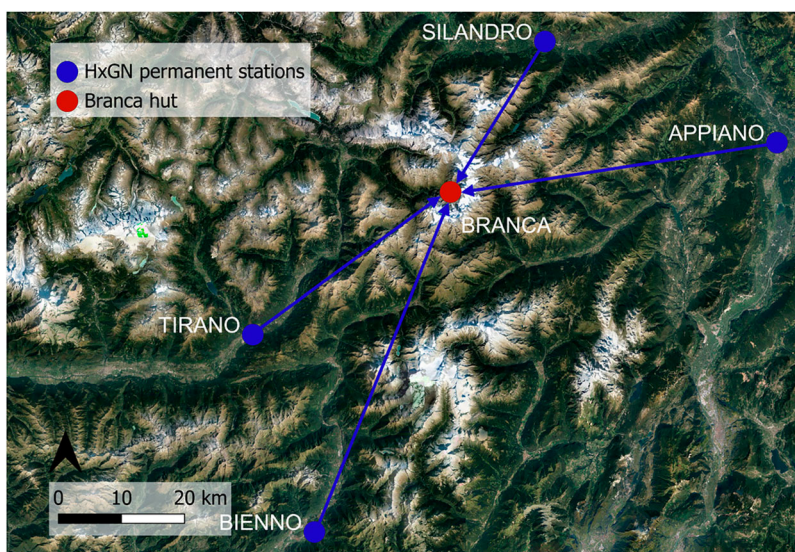 SILANDRO
HxGN permanent stations
Branca hut
APPIANO
BRANCA
TIRANO
0 10 20 km
BIENNO